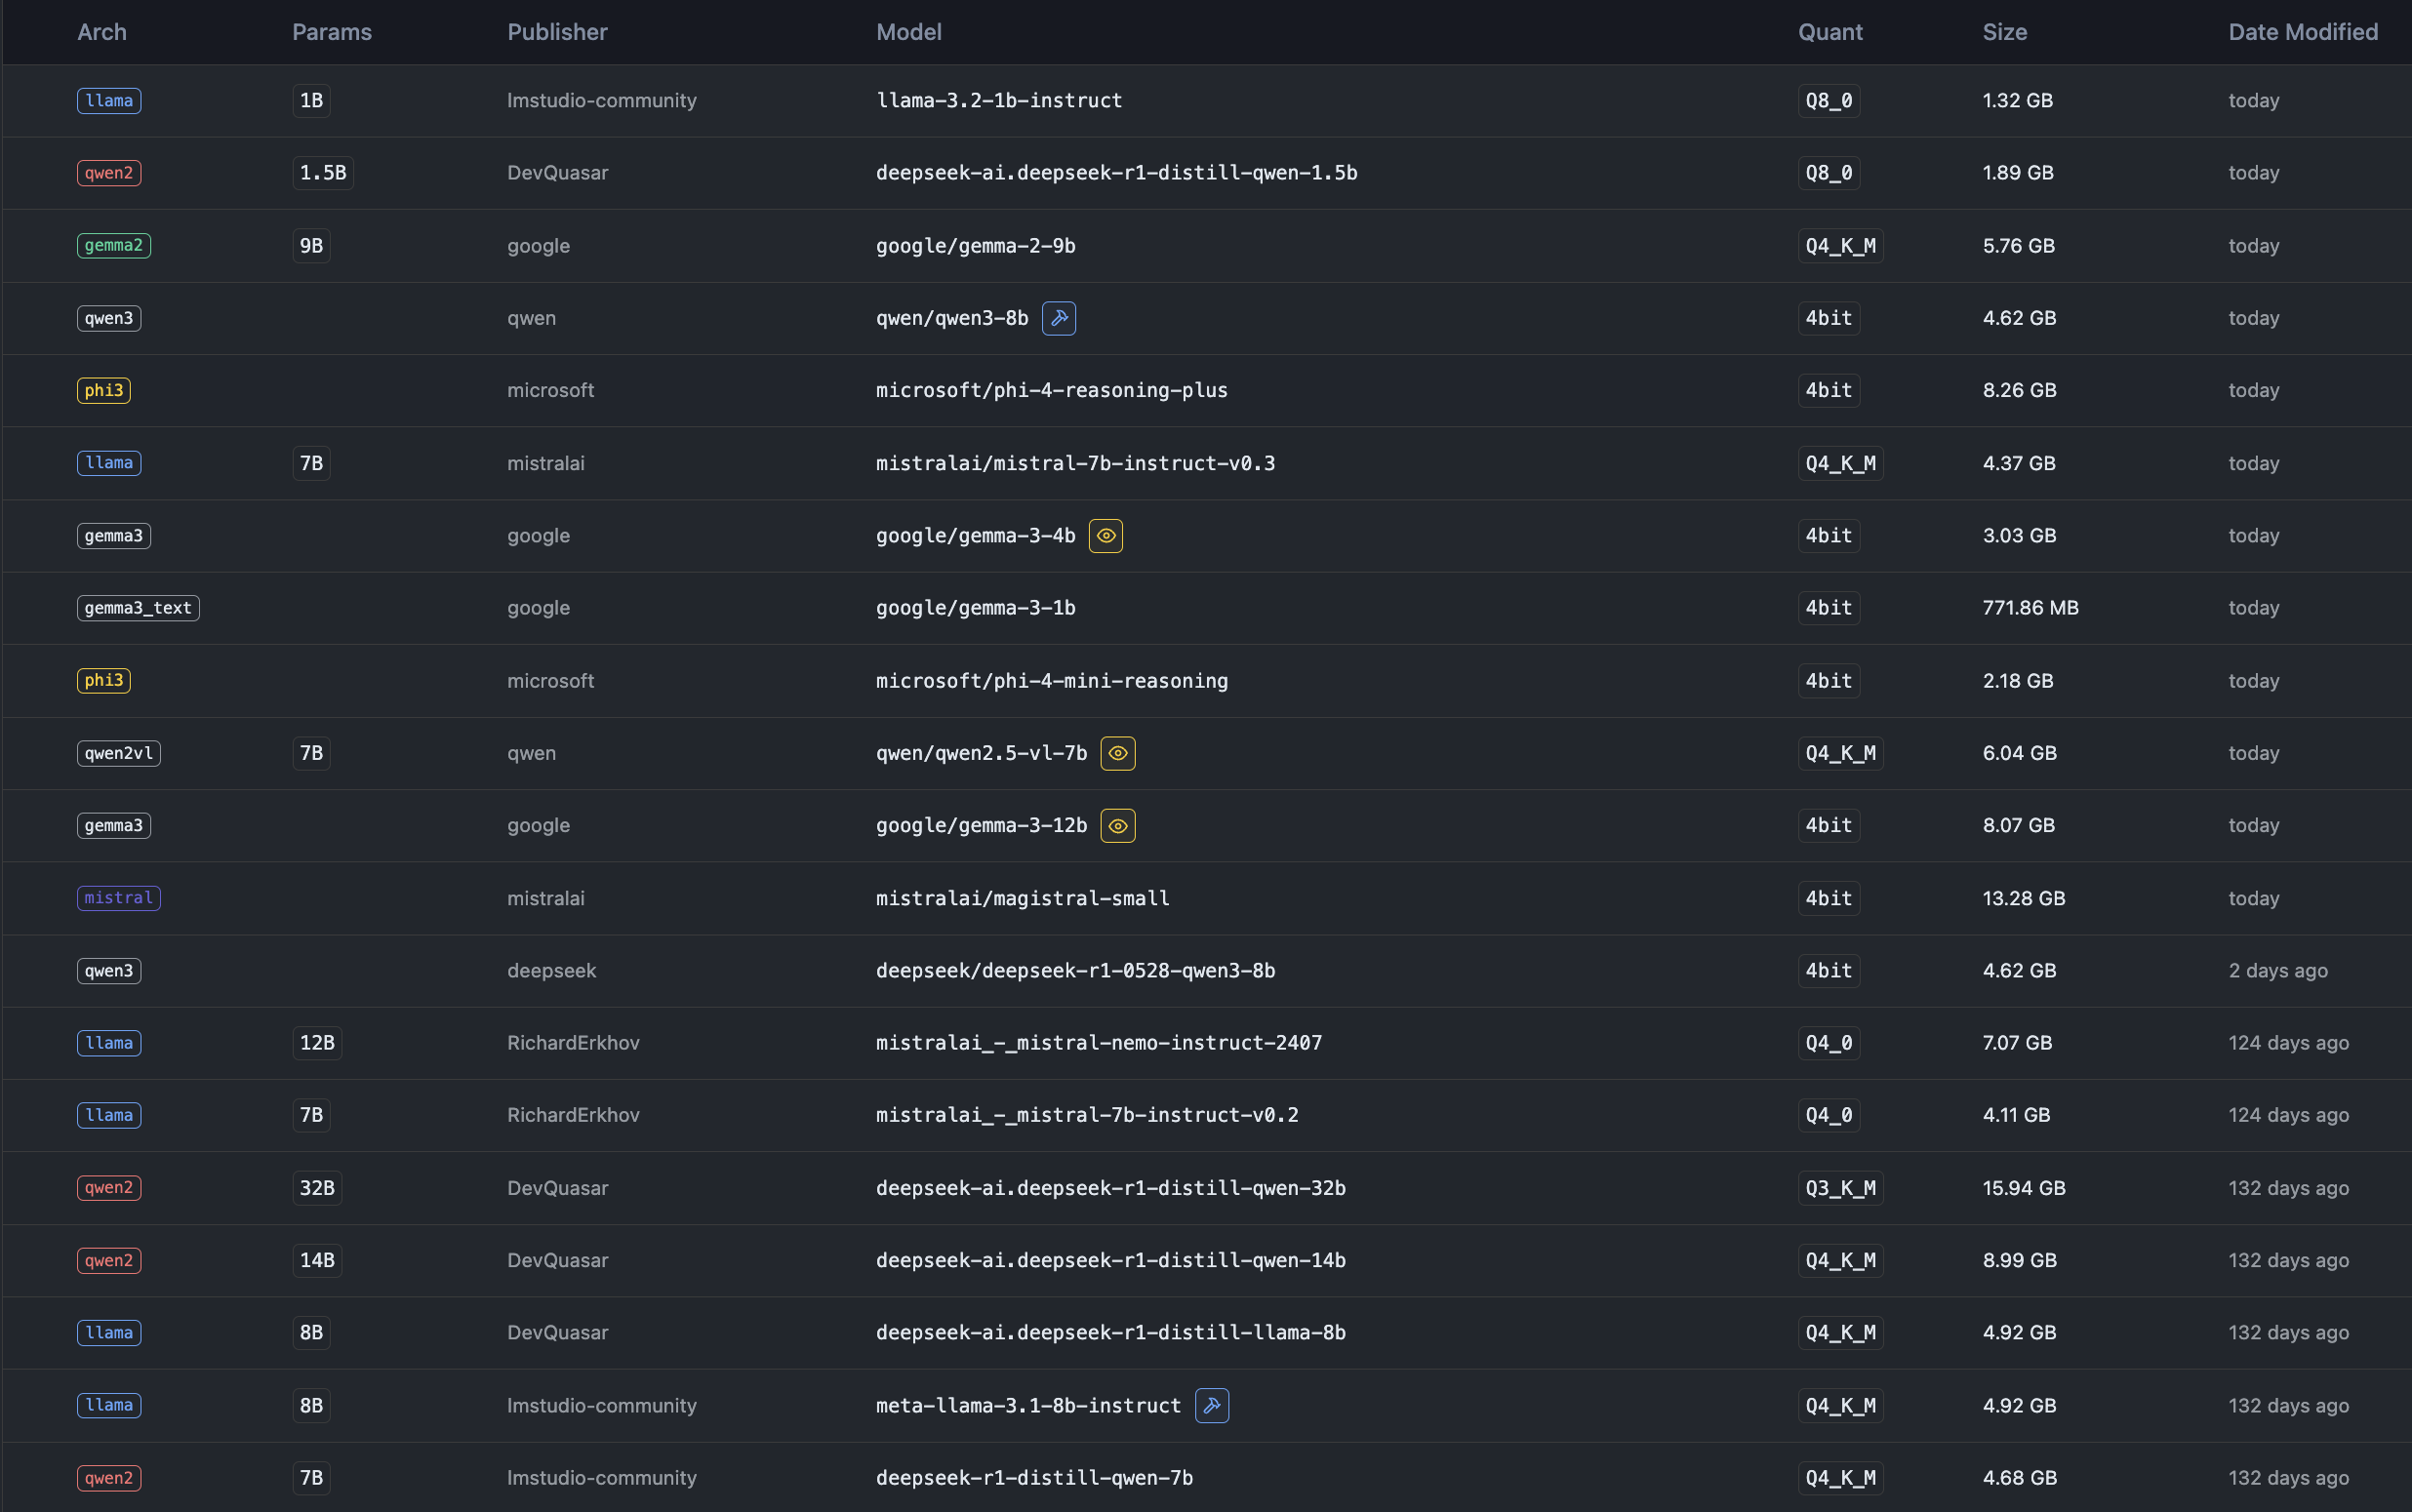 Arch Params Publisher Model Quant Size Date Modified
llama 1B lmstudio-community llama-3.2-1b-instruct Q8_0 1.32 GB today
qwen2 1.5B DevQuasar deepseek-ai.deepseek-r1-distill-qwen-1.5b Q8_0 1.89 GB today
gemma2 9B google google/gemma-2-9b Q4_K_M 5.76 GB today
qwen3 qwen qwen/qwen3-8b 4bit 4.62 GB today
phi3 microsoft microsoft/phi-4-reasoning-plus 4bit 8.26 GB today
llama 7B mistralai mistralai/mistral-7b-instruct-v0.3 Q4_K_M 4.37 GB today
gemma3 google google/gemma-3-4b 4bit 3.03 GB today
gemma3_text google google/gemma-3-1b 4bit 771.86 MB today
phi3 microsoft microsoft/phi-4-mini-reasoning 4bit 2.18 GB today
qwen2vl 7B qwen qwen/qwen2.5-vl-7b Q4_K_M 6.04 GB today
gemma3 google google/gemma-3-12b 4bit 8.07 GB today
mistral mistralai mistralai/magistral-small 4bit 13.28 GB today
qwen3 deepseek deepseek/deepseek-r1-0528-qwen3-8b 4bit 4.62 GB 2 days ago
llama 12B RichardErkhov mistralai_-_mistral-nemo-instruct-2407 Q4_0 7.07 GB 124 days ago
llama 7B RichardErkhov mistralai_-_mistral-7b-instruct-v0.2 Q4_0 4.11 GB 124 days ago
qwen2 32B DevQuasar deepseek-ai.deepseek-r1-distill-qwen-32b Q3_K_M 15.94 GB 132 days ago
qwen2 14B DevQuasar deepseek-ai.deepseek-r1-distill-qwen-14b Q4_K_M 8.99 GB 132 days ago
llama 8B DevQuasar deepseek-ai.deepseek-r1-distill-llama-8b Q4_K_M 4.92 GB 132 days ago
llama 8B lmstudio-community meta-llama-3.1-8b-instruct Q4_K_M 4.92 GB 132 days ago
qwen2 7B lmstudio-community deepseek-r1-distill-qwen-7b Q4_K_M 4.68 GB 132 days ago